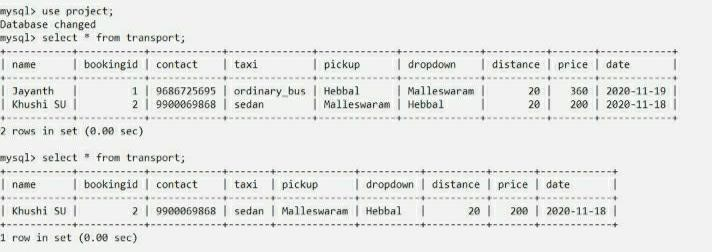 mysql> use project;
Database changed
mysql> select * from transport;
+-----------+-----------+------------+--------------+-------------+-------------+----------+-------+------------+
| name | bookingid | contact | taxi | pickup | dropdown | distance | price | date |
+-----------+-----------+------------+--------------+-------------+-------------+----------+-------+------------+
| Jayanth | 1 | 9686725695 | ordinary_bus | Hebbal | Malleswaram | 20 | 360 | 2020-11-19 |
| Khushi SU | 2 | 9900069868 | sedan | Malleswaram | Hebbal | 20 | 200 | 2020-11-18 |
+-----------+-----------+------------+--------------+-------------+-------------+----------+-------+------------+
2 rows in set (0.00 sec)
mysql> select * from transport;
+-----------+-----------+------------+-------+-------------+----------+----------+-------+------------+
| name | bookingid | contact | taxi | pickup | dropdown | distance | price | date |
+-----------+-----------+------------+-------+-------------+----------+----------+-------+------------+
| Khushi SU | 2 | 9900069868 | sedan | Malleswaram | Hebbal | 20 | 200 | 2020-11-18 |
+-----------+-----------+------------+-------+-------------+----------+----------+-------+------------+
1 row in set (0.00 sec)